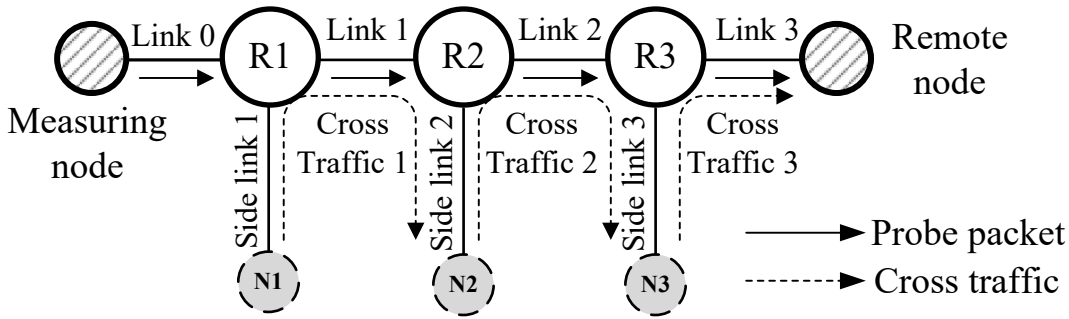 Link 0
Link 1
Link 2
Link 3
R1
R2
R3
Remote
node
Measuring
node
Side link 1
Cross
Traffic 1
Side link 2
Cross
Traffic 2
Side link 3
Cross
Traffic 3
N1
N2
N3
Probe packet
Cross traffic